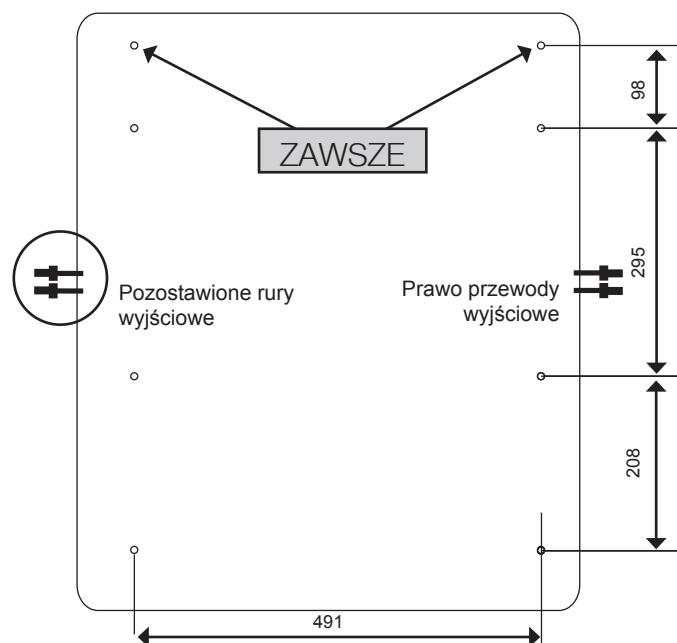 98
ZAWSZE
295
Pozostawione rury
wyjściowe
Prawo przewody
wyjściowe
208
491